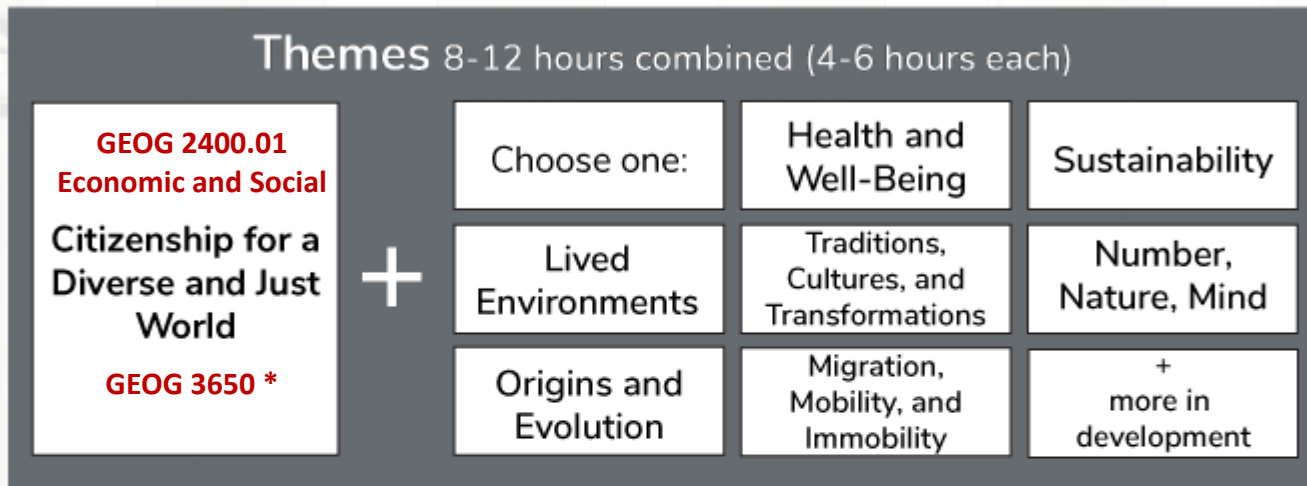 Themes 8-12 hours combined (4-6 hours each)
GEOG 2400.01
Economic and Social
Citizenship for a
Diverse and Just
World
GEOG 3650 *
+
Choose one:
Health and
Well-Being
Sustainability
Lived
Environments
Traditions,
Cultures, and
Transformations
Number,
Nature, Mind
Origins and
Evolution
Migration,
Mobility, and
Immobility
+
more in
development